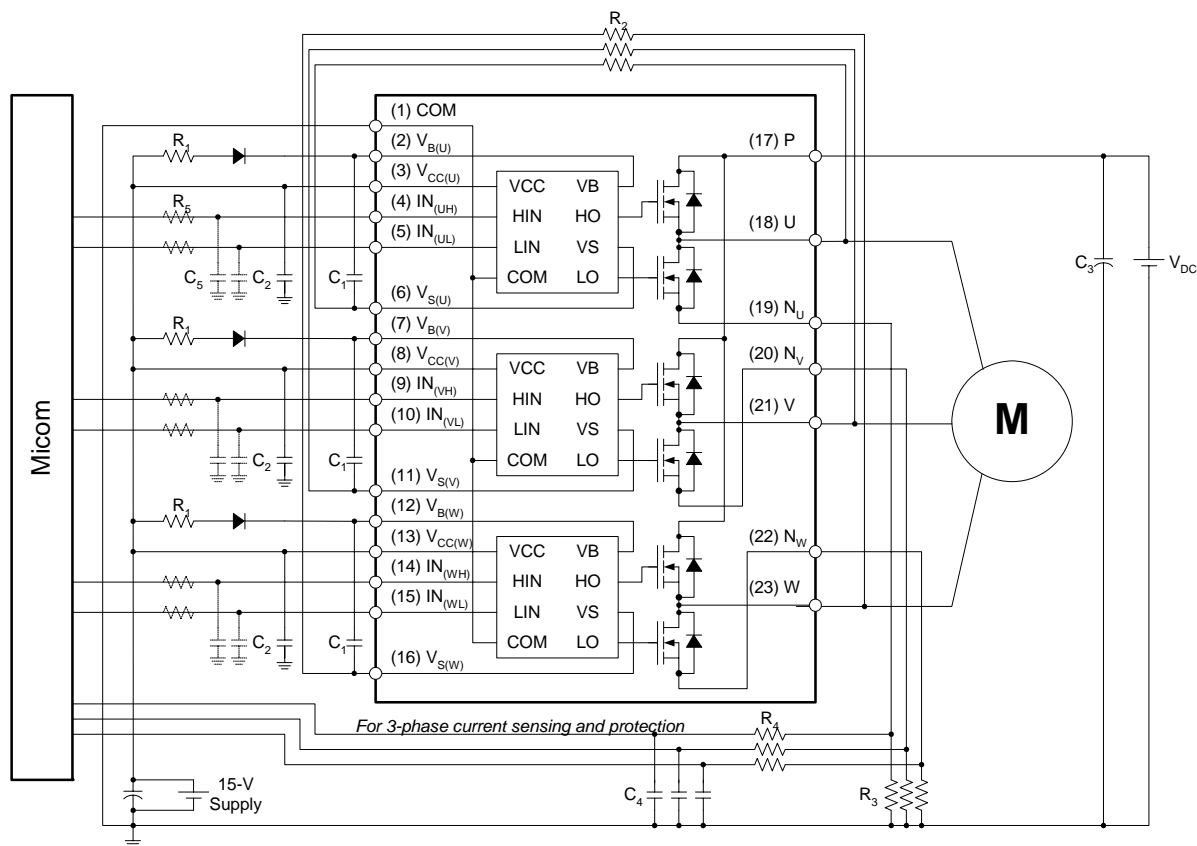 R2
(1) COM
R1
(2) VB(U)
(17) P
(3) VCC(U)
VCC VB
R5
(4) IN(UH)
HIN HO
(18) U
(5) IN(UL)
LIN VS
C5 C2 C1
COM LO
C3
VDC
(6) VS(U)
(19) NU
R1
(7) VB(V)
(20) NV
(8) VCC(V)
VCC VB
(9) IN(VH)
HIN HO
(21) V
M
(10) IN(VL)
LIN VS
C2 C1
COM LO
Micom
(11) VS(V)
R1
(12) VB(W)
(22) NW
(13) VCC(W)
VCC VB
(14) IN(WH)
HIN HO
(23) W
(15) IN(WL)
LIN VS
C2 C1
COM LO
(16) VS(W)
For 3-phase current sensing and protection
R4
15-V
Supply
C4
R3